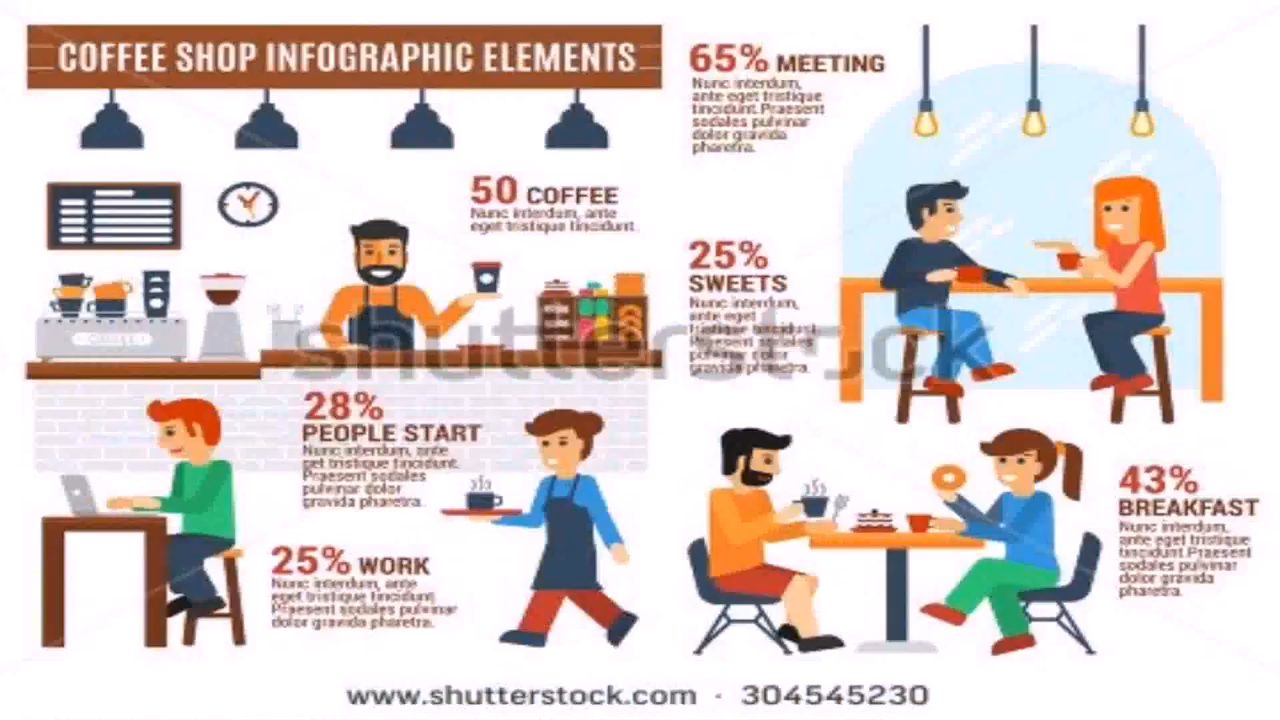 COFFEE SHOP INFOGRAPHIC ELEMENTS
50 COFFEE
Nunc interdum, ante
eget tristique tincidunt.
65% MEETING
Nunc interdum,
ante eget tristique
tincidunt. Praesent
sodales pulvinar
dolor gravida
pharetra.
25%
SWEETS
Nunc interdum,
ante eget
tristique tincidunt.
Praesent sodales
pulvinar dolor
gravida pharetra.
shutterstock
28%
PEOPLE START
Nunc interdum, ante
get tristique tincidunt.
Praesent sodales
pulvinar dolor
gravida pharetra.
25% WORK
Nunc interdum, ante
eget tristique tincidunt.
Praesent sodales pulvinar
dolor gravida pharetra.
43%
BREAKFAST
Nunc interdum,
ante eget tristique
tincidunt. Praesent
sodales pulvinar
dolor gravida
pharetra.
www.shutterstock.com · 304545230